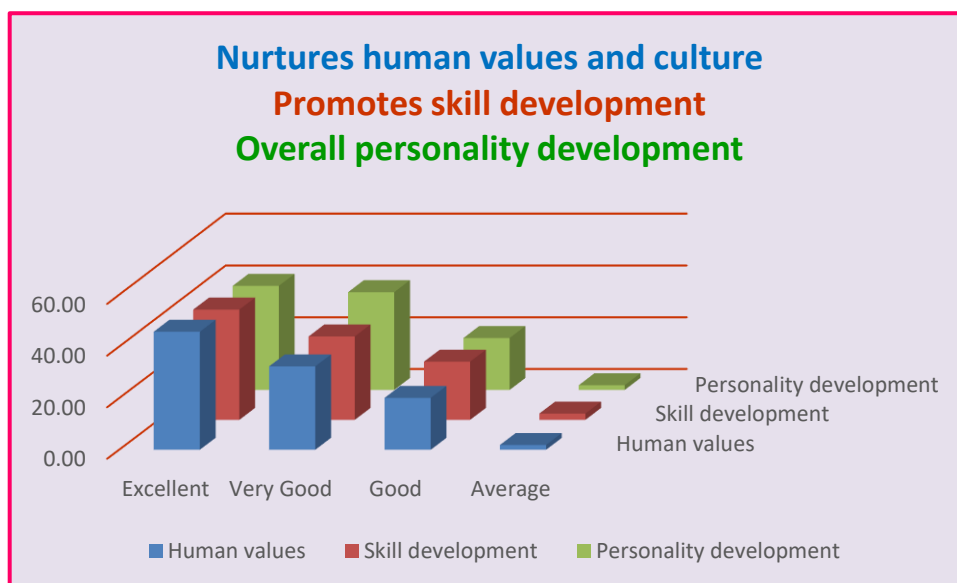 Nurtures human values and culture
Promotes skill development
Overall personality development
60.00
40.00
20.00
0.00
Personality development
Skill development
Human values
Excellent Very Good Good Average
Human values Skill development Personality development